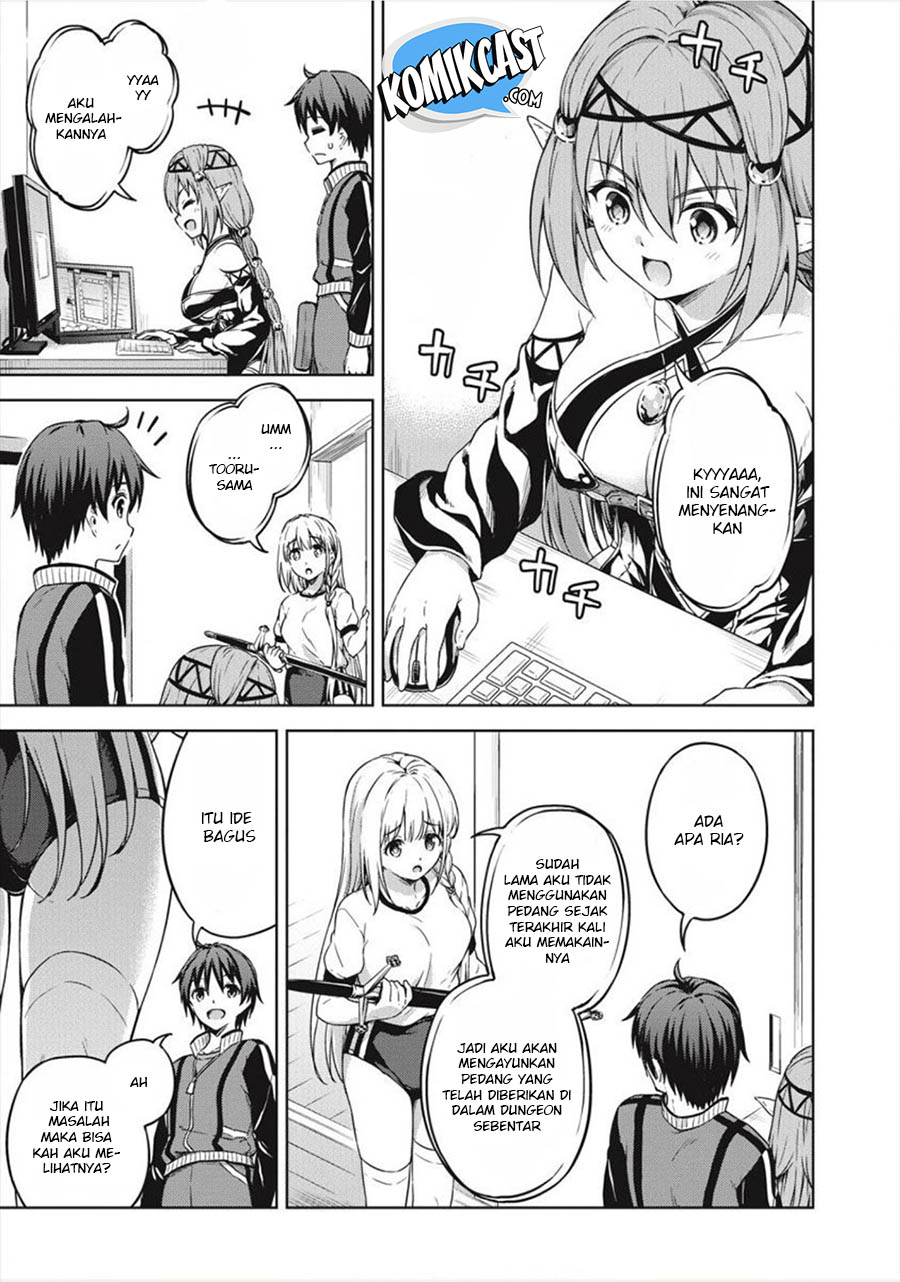 KOMIKCAST
.COM
カ
チ
カ
チ
カ
チ
KYYYAAA,
INI SANGAT
MENYENANG-
KAN
YYAA
YY
AKU
MENGALAH-
KANNYA
UMM
...
...
TOORU-
SAMA
ADA
APA RIA?
SUDAH
LAMA AKU TIDAK
MENGGUNAKAN
PEDANG SEJAK
TERAKHIR KALI
AKU MEMAKAIN-
NYA
JADI AKU AKAN
MENGAYUNKAN
PEDANG YANG
TELAH DIBERIKAN DI
DALAM DUNGEON
SEBENTAR
ITU IDE
BAGUS
AH
JIKA ITU
MASALAH
MAKA BISA
KAH AKU ME-
LIHATNYA?